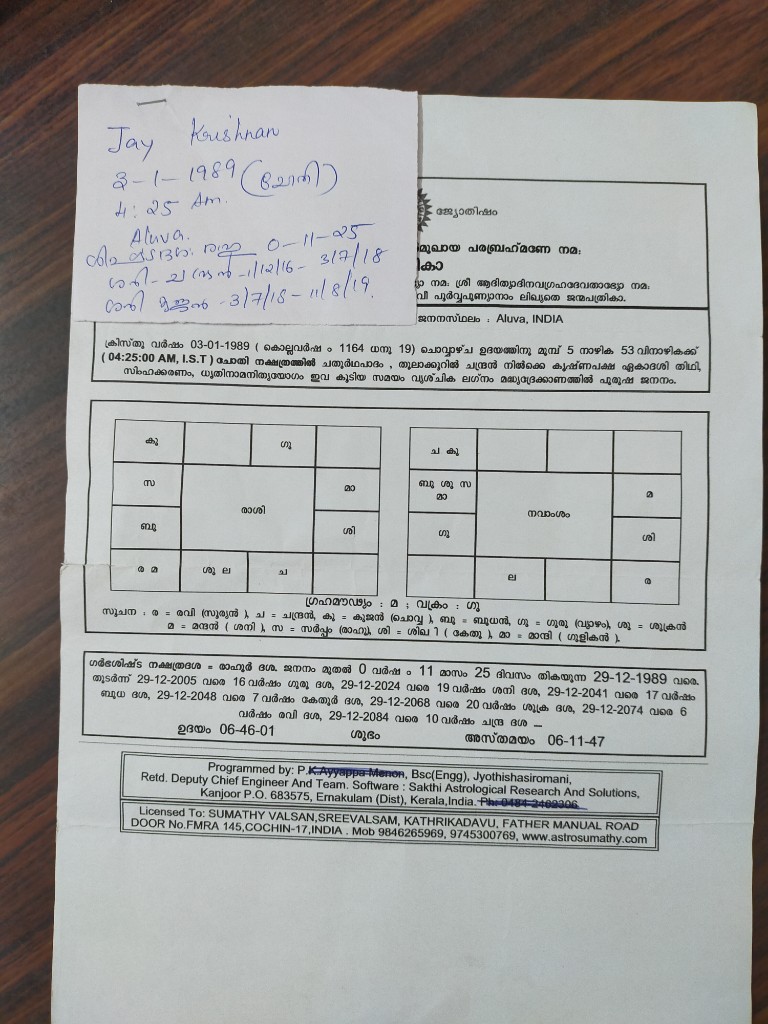 Jay Krishnan
3-1-1989 (ചോതി)
4:25 Am.
Aluva.
0-11-25
ശനി - ചന്ദ്രൻ - 1/12/16 - 3/7/18
ശനി കുജൻ - 3/7/18 - 11/8/19.
ജ്യോതിഷം
പരബ്രഹ്മണേ നമഃ
നമഃ ശ്രീ ആദിത്യാദിനവഗ്രഹദേവതാഭ്യോ നമഃ
പൂർവ്വപുണ്യാനാം ലിഖ്യതെ ജന്മപത്രികാ.
ജനനസ്ഥലം : Aluva, INDIA
ക്രിസ്തു വർഷം 03-01-1989 ( കൊല്ലവർഷം 1164 ധനു 19) ചൊവ്വാഴ്ച ഉദയത്തിനു മുമ്പ് 5 നാഴിക 53 വിനാഴികക്ക്
( 04:25:00 AM, I.S.T ) ചോതി നക്ഷത്രത്തിൽ ചതുർഥപാദം , തുലാക്കൂറിൽ ചന്ദ്രൻ നിൽക്കെ കൃഷ്ണപക്ഷ ഏകാദശി തിഥി,
സിംഹക്കരണം, ധൃതിനാമനിത്യയോഗം ഇവ കൂടിയ സമയം വൃശ്ചിക ലഗ്നം മദ്ധ്യദ്രേക്കാണത്തിൽ പുരുഷ ജനനം.
കു ഗു
സ മാ
രാശി
ബു ശി
ര മ ശു ല ച
ച കു
ബു ശു സ മാ മ
നവാംശം
ഗു ശി
ല ര
ഗ്രഹമൗഢ്യം : മ ; വക്രം : ഗു
സൂചന : ര = രവി (സൂര്യൻ ), ച = ചന്ദ്രൻ, കു = കുജൻ (ചൊവ്വ ), ബു = ബുധൻ, ഗു = ഗുരു (വ്യാഴം), ശു = ശുക്രൻ
മ = മന്ദൻ ( ശനി ), സ = സർപ്പം (രാഹു), ശി = ശിഖി ( കേതു ), മാ = മാന്ദി ( ഗുളികൻ ).
ഗർഭശിഷ്ട നക്ഷത്രദശ = രാഹുർ ദശ. ജനനം മുതൽ 0 വർഷം 11 മാസം 25 ദിവസം തികയുന്ന 29-12-1989 വരെ.
തുടർന്ന് 29-12-2005 വരെ 16 വർഷം ഗുരു ദശ, 29-12-2024 വരെ 19 വർഷം ശനി ദശ, 29-12-2041 വരെ 17 വർഷം
ബുധ ദശ, 29-12-2048 വരെ 7 വർഷം കേതുർ ദശ, 29-12-2068 വരെ 20 വർഷം ശുക്ര ദശ, 29-12-2074 വരെ 6
വർഷം രവി ദശ, 29-12-2084 വരെ 10 വർഷം ചന്ദ്ര ദശ —
ഉദയം 06-46-01 ശുഭം അസ്തമയം 06-11-47
Programmed by: P.K.Ayyappa Menon, Bsc(Engg), Jyothishasiromani,
Retd. Deputy Chief Engineer And Team. Software : Sakthi Astrological Research And Solutions,
Kanjoor P.O. 683575, Ernakulam (Dist), Kerala,India. Ph: 0484-2462306
Licensed To: SUMATHY VALSAN,SREEVALSAM, KATHRIKADAVU, FATHER MANUAL ROAD
DOOR No.FMRA 145,COCHIN-17,INDIA . Mob 9846265969, 9745300769, www.astrosumathy.com